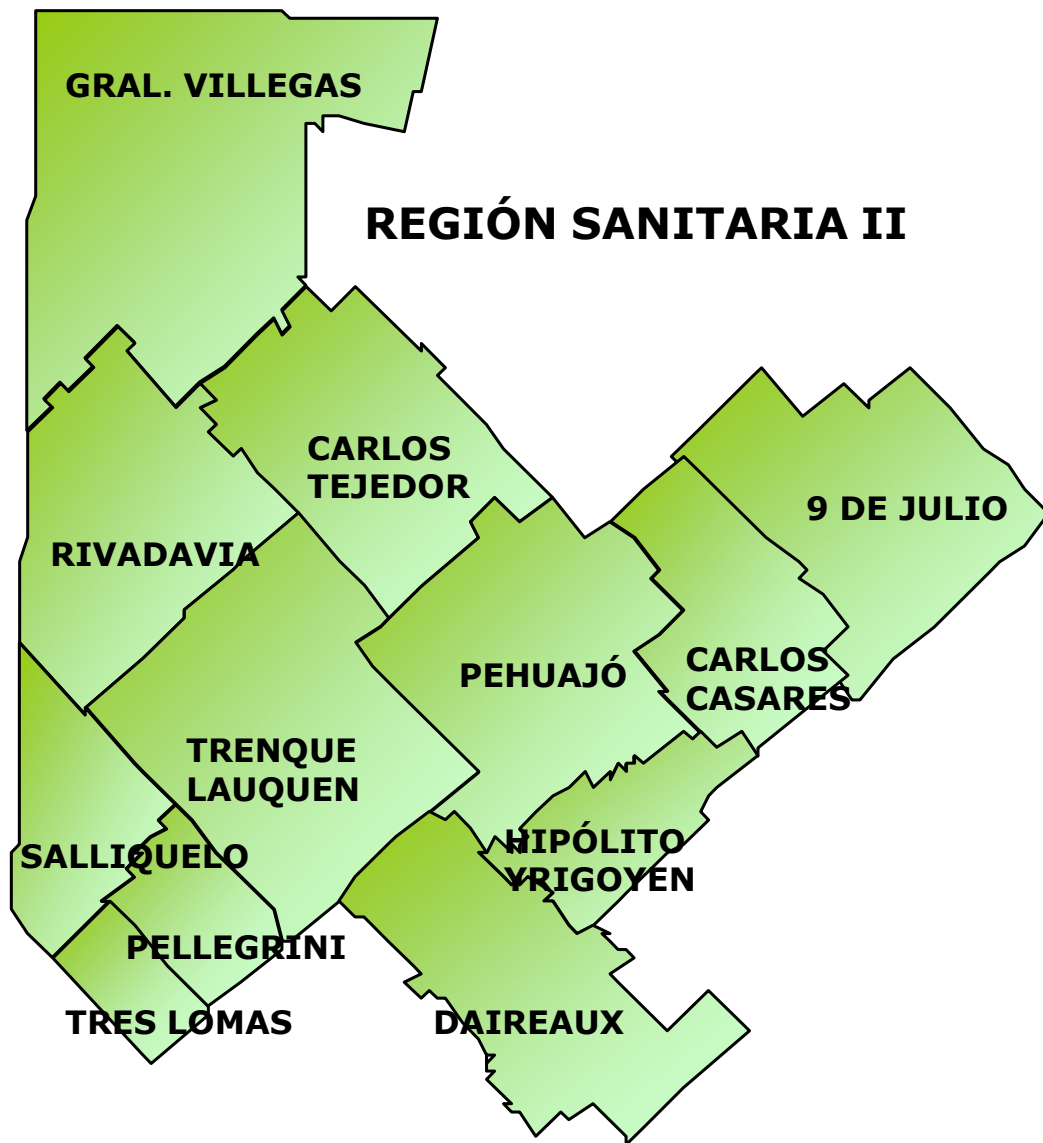 GRAL. VILLEGAS
REGIÓN SANITARIA II
CARLOS
TEJEDOR
9 DE JULIO
RIVADAVIA
PEHUAJÓ
CARLOS
CASARES
TRENQUE
LAUQUEN
HIPÓLITO
YRIGOYEN
SALLIQUELO
PELLEGRINI
TRES LOMAS
DAIREAUX